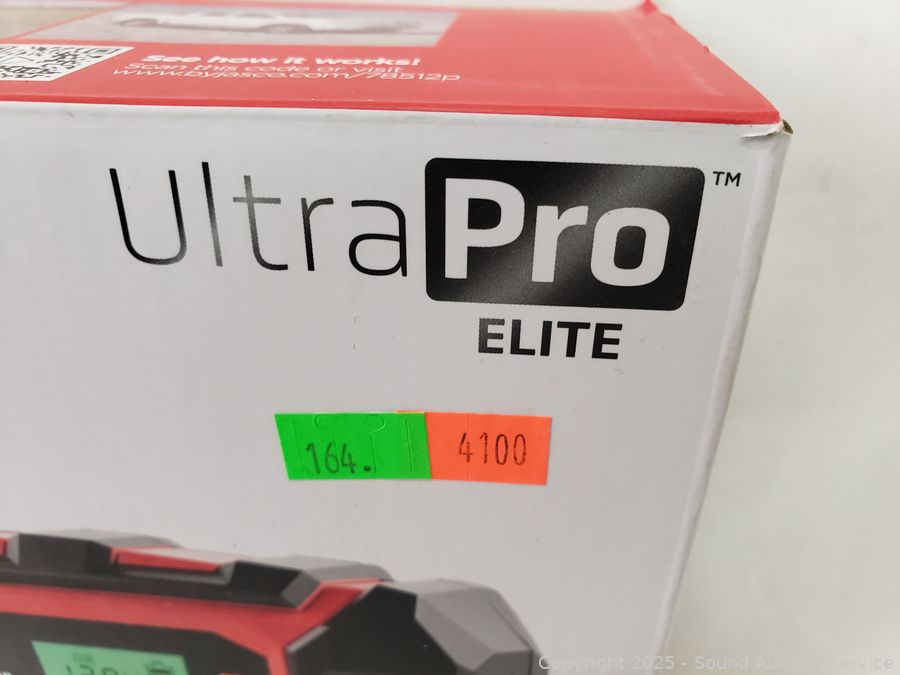 See how it works!
Scan this code or visit
www.byjasco.com/78512p
UltraPro™
ELITE
164.
4100
Copyright 2025 - Sound Auction Service